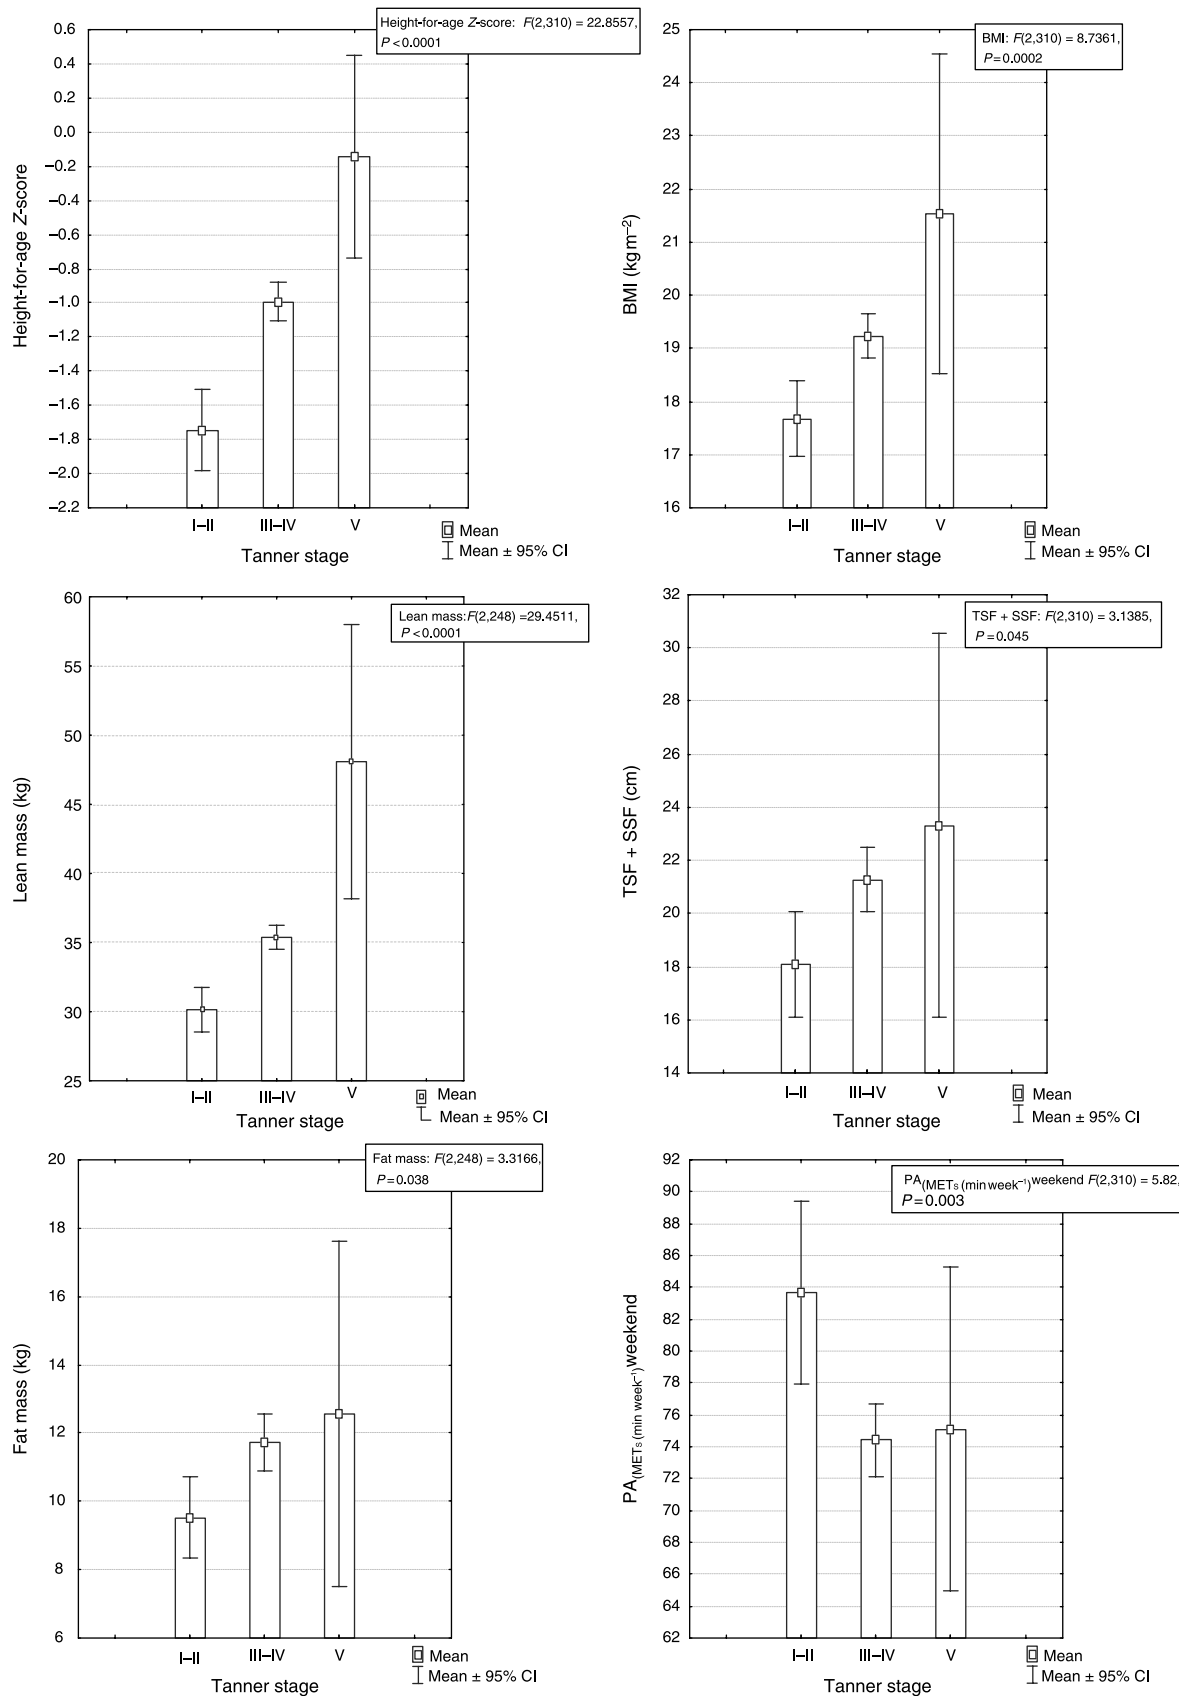 Height-for-age Z-score: F(2,310) = 22.8557,
P<0.0001
0.6
0.4
0.2
0.0
−0.2
−0.4
−0.6
−0.8
−1.0
−1.2
−1.4
−1.6
−1.8
−2.0
−2.2
Height-for-age Z-score
I–II
III–IV
V
Tanner stage
Mean
Mean ± 95% CI
BMI: F(2,310) = 8.7361,
P=0.0002
25
24
23
22
21
20
19
18
17
16
BMI (kg m−2)
I–II
III–IV
V
Tanner stage
Mean
Mean ± 95% CI
Lean mass:F(2,248) =29.4511,
P<0.0001
60
55
50
45
40
35
30
25
Lean mass (kg)
I–II
III–IV
V
Tanner stage
Mean
Mean ± 95% CI
TSF + SSF: F(2,310) = 3.1385,
P=0.045
32
30
28
26
24
22
20
18
16
14
TSF + SSF (cm)
I–II
III–IV
V
Tanner stage
Mean
Mean ± 95% CI
Fat mass: F(2,248) = 3.3166,
P=0.038
20
18
16
14
12
10
8
6
Fat mass (kg)
I–II
III–IV
V
Tanner stage
Mean
Mean ± 95% CI
PA(METs (min week−1) weekend F(2,310) = 5.82,
P=0.003
92
90
88
86
84
82
80
78
76
74
72
70
68
66
64
62
PA(METs (min week−1) weekend
I–II
III–IV
V
Tanner stage
Mean
Mean ± 95% CI